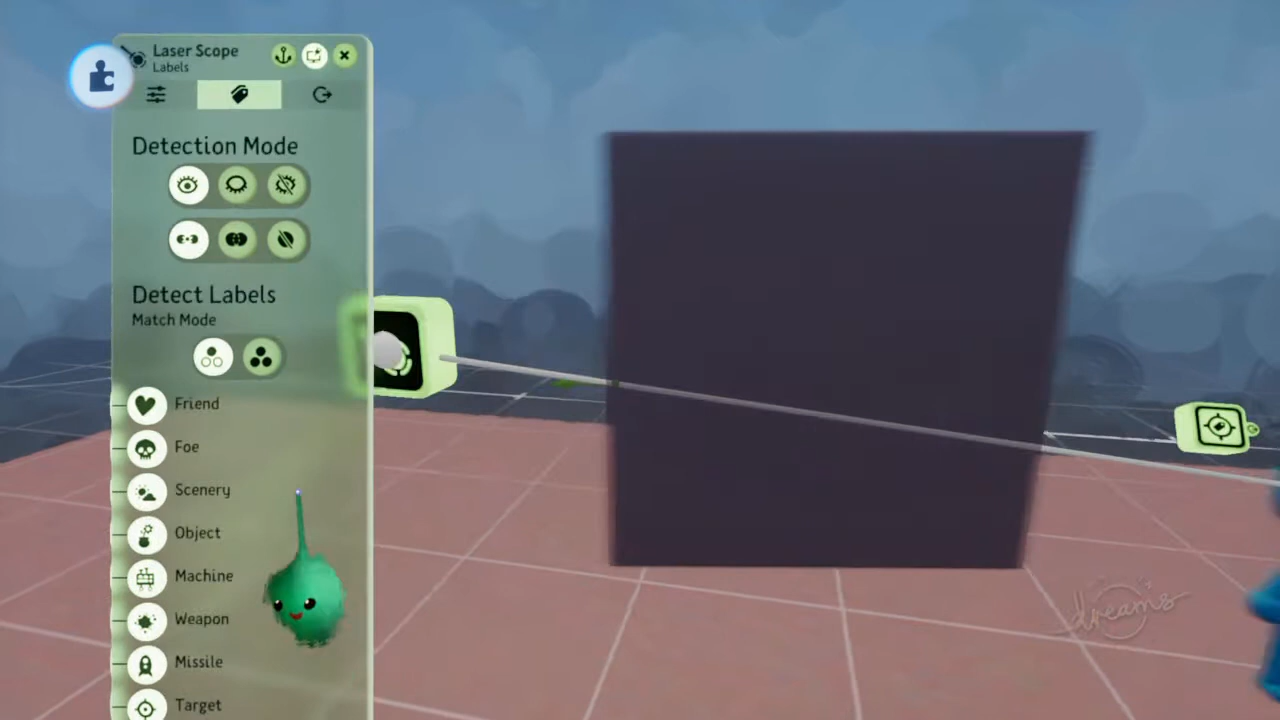 Laser Scope
Labels
Detection Mode
Detect Labels
Match Mode
Friend
Foe
Scenery
Object
Machine
Weapon
Missile
Target
dreams